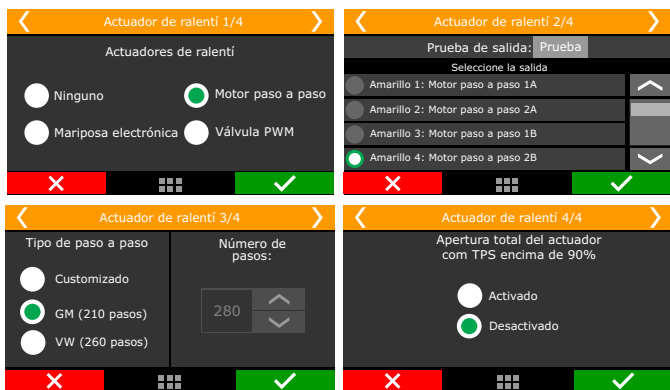 Actuador de ralentí 1/4
Actuadores de ralentí
Ninguno
Motor paso a paso
Mariposa electrónica
Válvula PWM
Actuador de ralentí 2/4
Prueba de salida: Prueba
Seleccione la salida
Amarillo 1: Motor paso a paso 1A
Amarillo 2: Motor paso a paso 2A
Amarillo 3: Motor paso a paso 1B
Amarillo 4: Motor paso a paso 2B
Actuador de ralentí 3/4
Tipo de paso a paso
Customizado
GM (210 pasos)
VW (260 pasos)
Número de
pasos:
280
Actuador de ralentí 4/4
Apertura total del actuador
com TPS encima de 90%
Activado
Desactivado